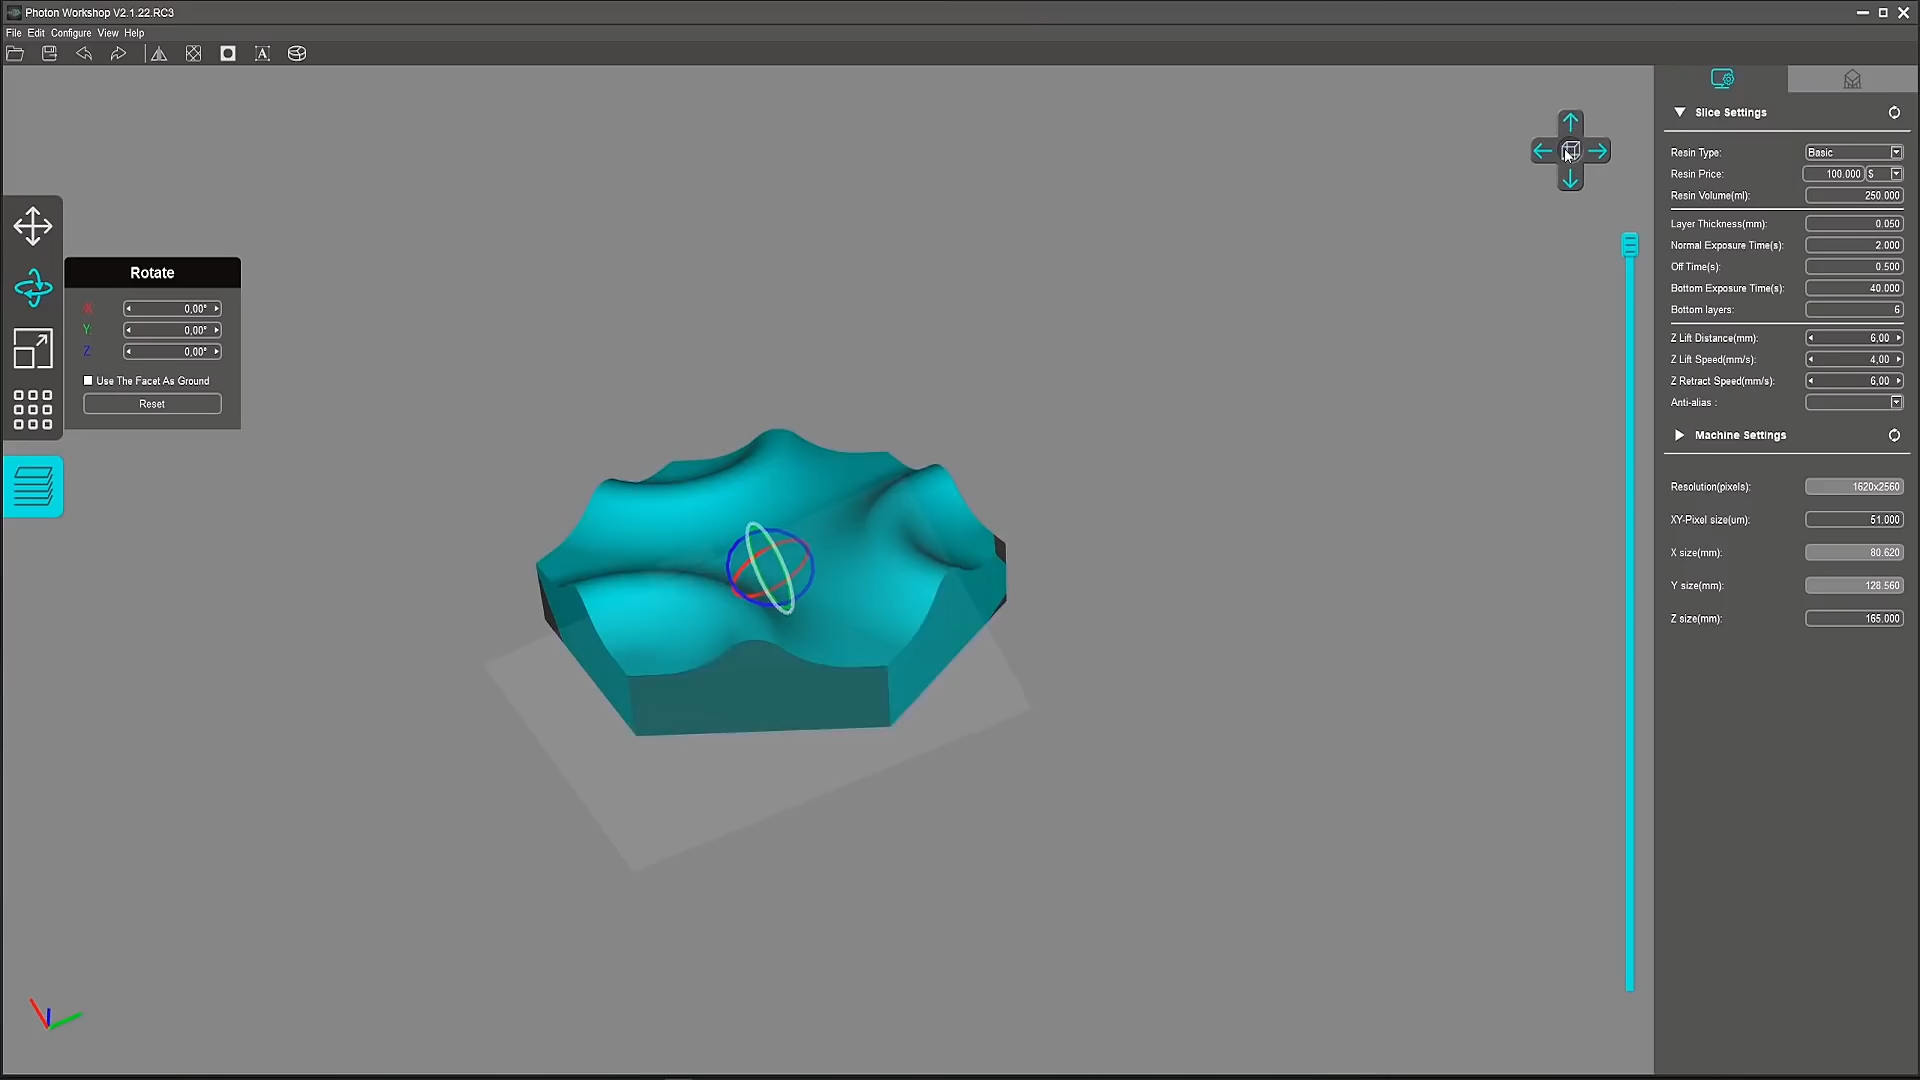 Photon Workshop V2.1.22.RC3
File Edit Configure View Help
A
Rotate
X: 0,00°
Y: 0,00°
Z: 0,00°
Use The Facet As Ground
Reset
Slice Settings
Resin Type: Basic
Resin Price: 100.000 $
Resin Volume(ml): 250.000
Layer Thickness(mm): 0.050
Normal Exposure Time(s): 2.000
Off Time(s): 0.500
Bottom Exposure Time(s): 40.000
Bottom layers: 6
Z Lift Distance(mm): 6,00
Z Lift Speed(mm/s): 4,00
Z Retract Speed(mm/s): 6,00
Anti-alias :
Machine Settings
Resolution(pixels): 1620x2560
XY-Pixel size(um): 51.000
X size(mm): 80.620
Y size(mm): 128.560
Z size(mm): 165.000